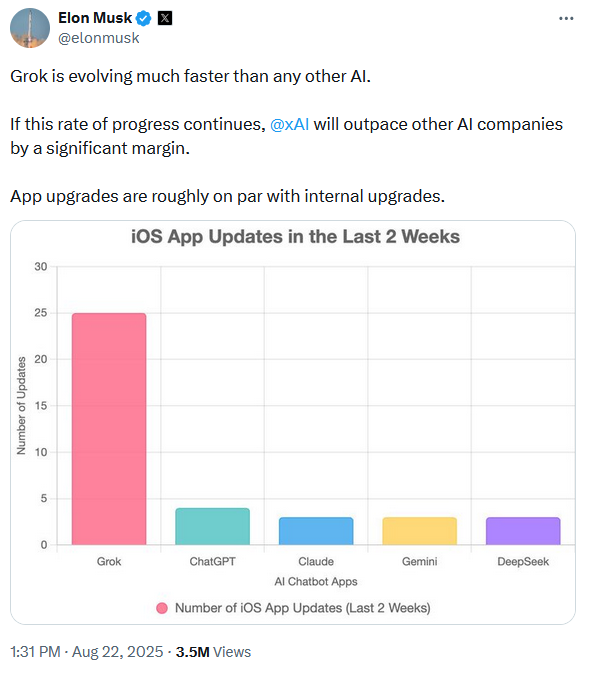 Elon Musk
@elonmusk
Grok is evolving much faster than any other AI.
If this rate of progress continues, @xAI will outpace other AI companies
by a significant margin.
App upgrades are roughly on par with internal upgrades.
iOS App Updates in the Last 2 Weeks
Number of Updates
30
25
20
15
10
5
0
Grok ChatGPT Claude Gemini DeepSeek
AI Chatbot Apps
Number of iOS App Updates (Last 2 Weeks)
1:31 PM · Aug 22, 2025 · 3.5M Views